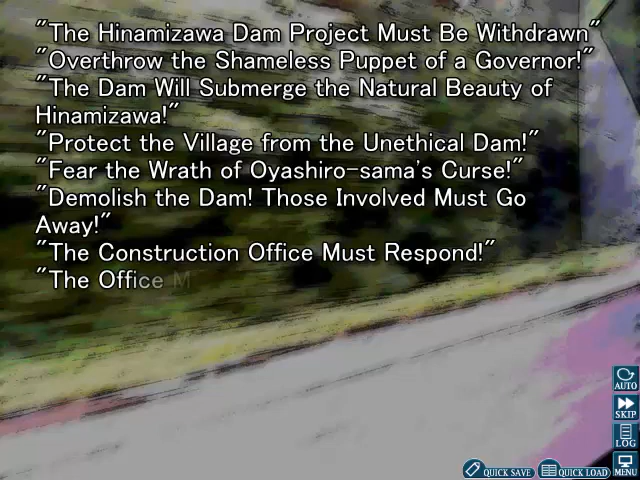 "The Hinamizawa Dam Project Must Be Withdrawn"
"Overthrow the Shameless Puppet of a Governor!"
"The Dam Will Submerge the Natural Beauty of
Hinamizawa!"
"Protect the Village from the Unethical Dam!"
"Fear the Wrath of Oyashiro-sama's Curse!"
"Demolish the Dam! Those Involved Must Go
Away!"
"The Construction Office Must Respond!"
"The Office M
AUTO
SKIP
LOG
QUICK SAVE QUICK LOAD MENU